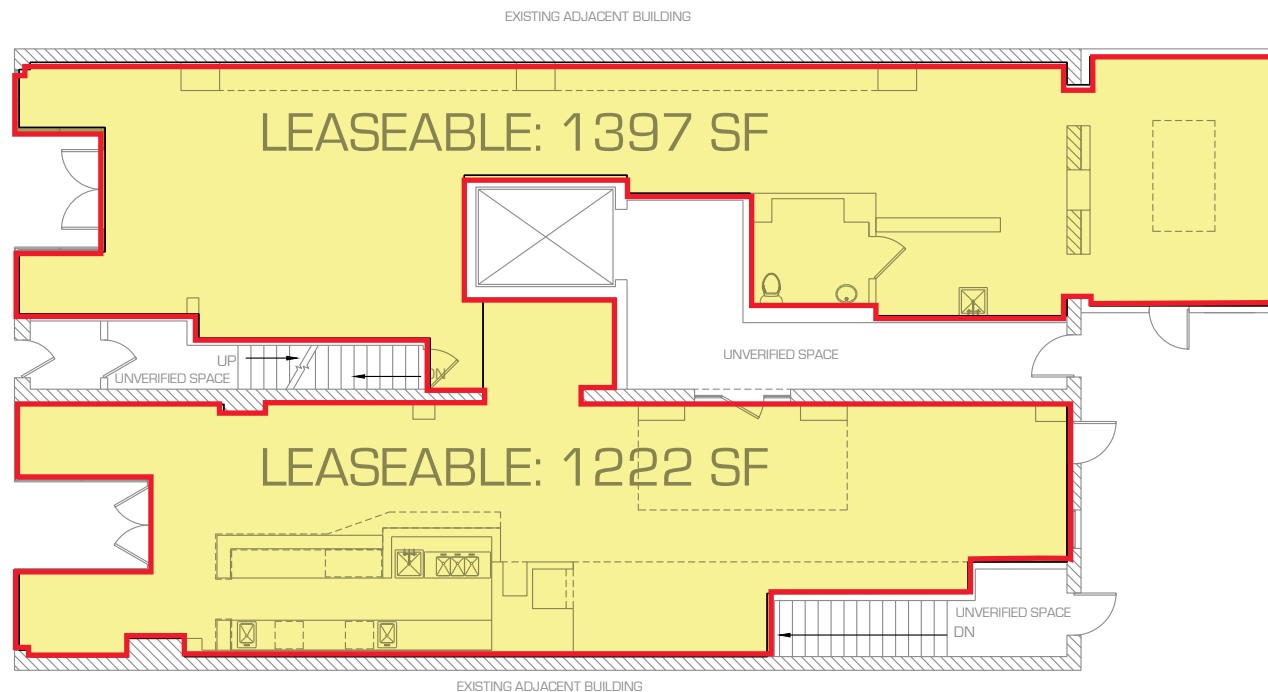 EXISTING ADJACENT BUILDING
LEASEABLE: 1397 SF
UNVERIFIED SPACE
UP
DN
UNVERIFIED SPACE
LEASEABLE: 1222 SF
UNVERIFIED SPACE
DN
EXISTING ADJACENT BUILDING